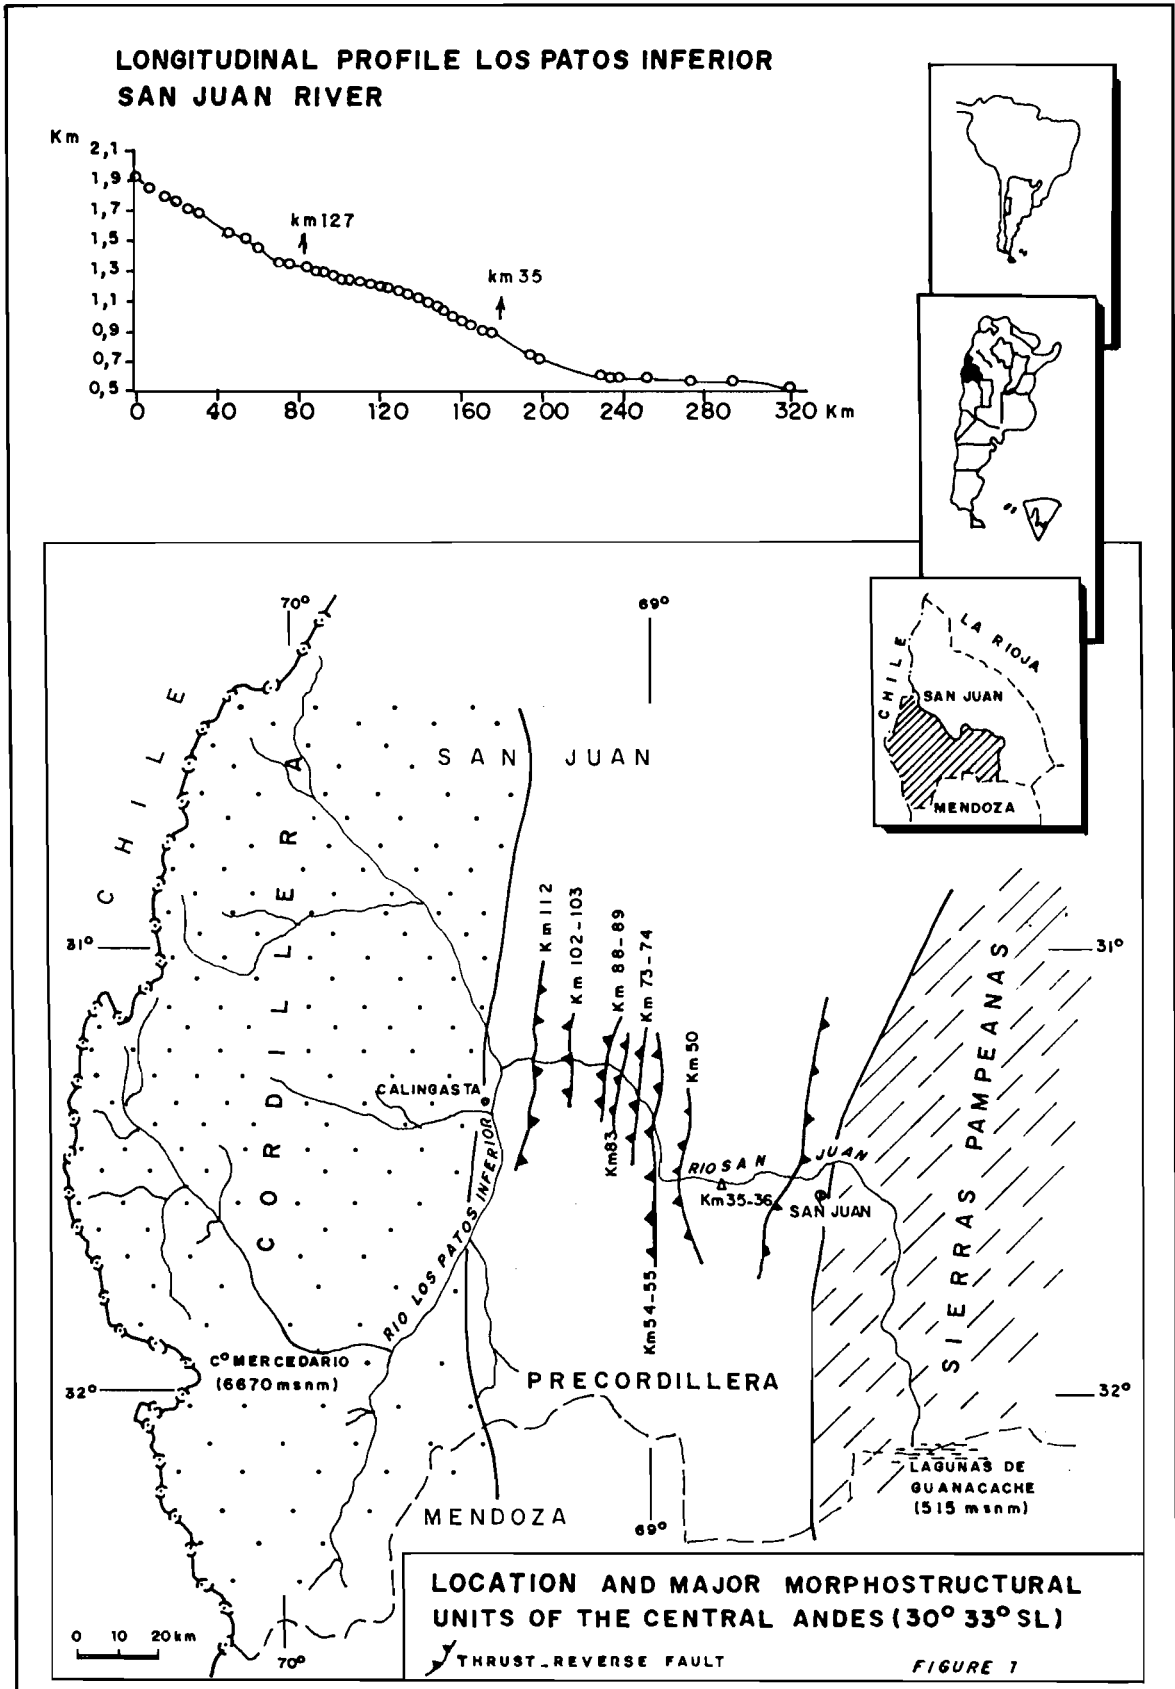 LONGITUDINAL PROFILE LOS PATOS INFERIOR
SAN JUAN RIVER
Km
2,1
1,9
1,7
1,5
1,3
1,1
0,9
0,7
0,5
km 127
km 35
0 40 80 120 160 200 240 280 320 Km
LA RIOJA
CHILE
SAN JUAN
MENDOZA
70° 69°
CHILE
SAN JUAN
CORDILLERA
31° 31°
Km 112
Km 102-103
Km 88-89
Km 73-74
Km 50
Km83
Km54-55
CALINGASTA
RIO LOS PATOS INFERIOR
RIO SAN JUAN
Km35-36
SAN JUAN
SIERRAS PAMPEANAS
C° MERCEDARIO
(6670 msnm)
32° 32°
PRECORDILLERA
LAGUNAS DE
GUANACACHE
(515 msnm)
MENDOZA
69°
70°
0 10 20 km
LOCATION AND MAJOR MORPHOSTRUCTURAL
UNITS OF THE CENTRAL ANDES (30° 33° SL)
THRUST_REVERSE FAULT
FIGURE 1